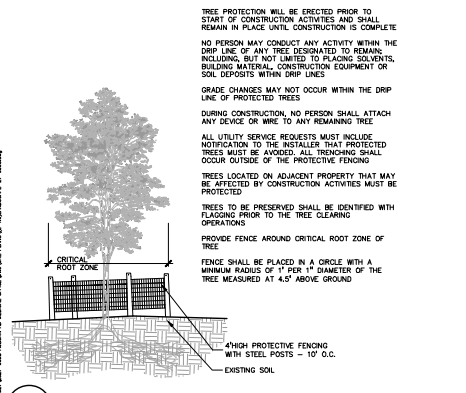 TREE PROTECTION WILL BE ERECTED PRIOR TO
START OF CONSTRUCTION ACTIVITIES AND SHALL
REMAIN IN PLACE UNTIL CONSTRUCTION IS COMPLETE
NO PERSON MAY CONDUCT ANY ACTIVITY WITHIN THE
DRIP LINE OF ANY TREE DESIGNATED TO REMAIN;
INCLUDING, BUT NOT LIMITED TO PLACING SOLVENTS,
BUILDING MATERIAL, CONSTRUCTION EQUIPMENT OR
SOIL DEPOSITS WITHIN DRIP LINES
GRADE CHANGES MAY NOT OCCUR WITHIN THE DRIP
LINE OF PROTECTED TREES
DURING CONSTRUCTION, NO PERSON SHALL ATTACH
ANY DEVICE OR WIRE TO ANY REMAINING TREE
ALL UTILITY SERVICE REQUESTS MUST INCLUDE
NOTIFICATION TO THE INSTALLER THAT PROTECTED
TREES MUST BE AVOIDED. ALL TRENCHING SHALL
OCCUR OUTSIDE OF THE PROTECTIVE FENCING
TREES LOCATED ON ADJACENT PROPERTY THAT MAY
BE AFFECTED BY CONSTRUCTION ACTIVITIES MUST BE
PROTECTED
TREES TO BE PRESERVED SHALL BE IDENTIFIED WITH
FLAGGING PRIOR TO THE TREE CLEARING
OPERATIONS
PROVIDE FENCE AROUND CRITICAL ROOT ZONE OF
TREE
FENCE SHALL BE PLACED IN A CIRCLE WITH A
MINIMUM RADIUS OF 1' PER 1" DIAMETER OF THE
TREE MEASURED AT 4.5' ABOVE GROUND
CRITICAL
ROOT ZONE
4'HIGH PROTECTIVE FENCING
WITH STEEL POSTS - 10' O.C.
EXISTING SOIL